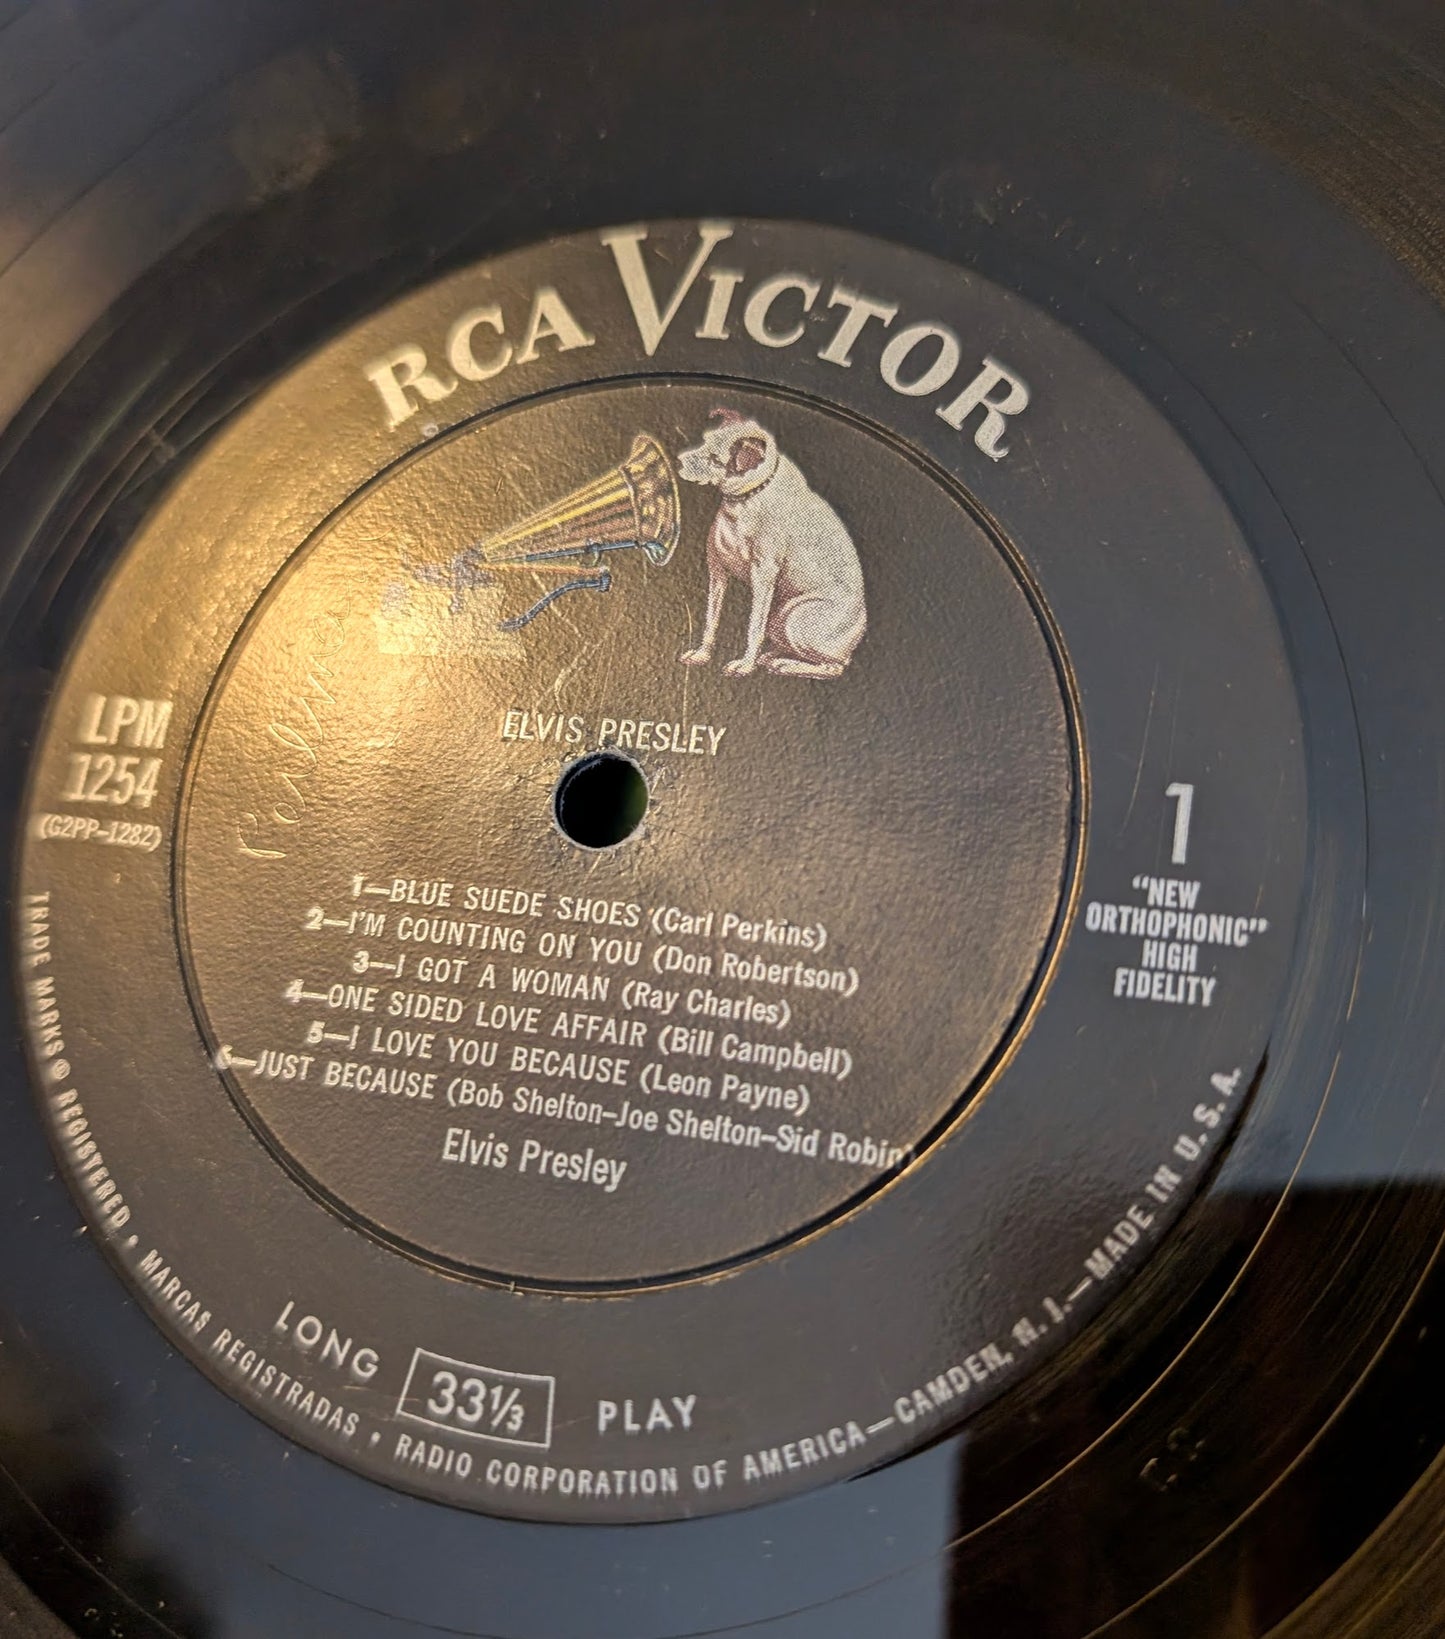 RCA VICTOR
ELVIS PRESLEY
LPM
1254
(G2PP-1282)
1
"NEW
ORTHOPHONIC"
HIGH
FIDELITY
1—BLUE SUEDE SHOES (Carl Perkins)
2—I'M COUNTING ON YOU (Don Robertson)
3—I GOT A WOMAN (Ray Charles)
4—ONE SIDED LOVE AFFAIR (Bill Campbell)
5—I LOVE YOU BECAUSE (Leon Payne)
6—JUST BECAUSE (Bob Shelton–Joe Shelton–Sid Robin)
Elvis Presley
LONG 33⅓ PLAY
TRADE MARKS ® REGISTERED • MARCAS REGISTRADAS • RADIO CORPORATION OF AMERICA—CAMDEN, N. J.—MADE IN U. S. A.